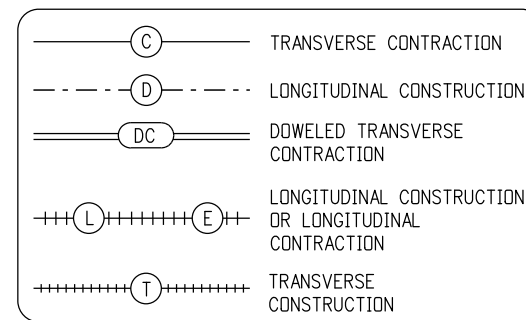 C TRANSVERSE CONTRACTION
D LONGITUDINAL CONSTRUCTION
DC DOWELED TRANSVERSE
CONTRACTION
LONGITUDINAL CONSTRUCTION
L E OR LONGITUDINAL
CONTRACTION
T TRANSVERSE
CONSTRUCTION